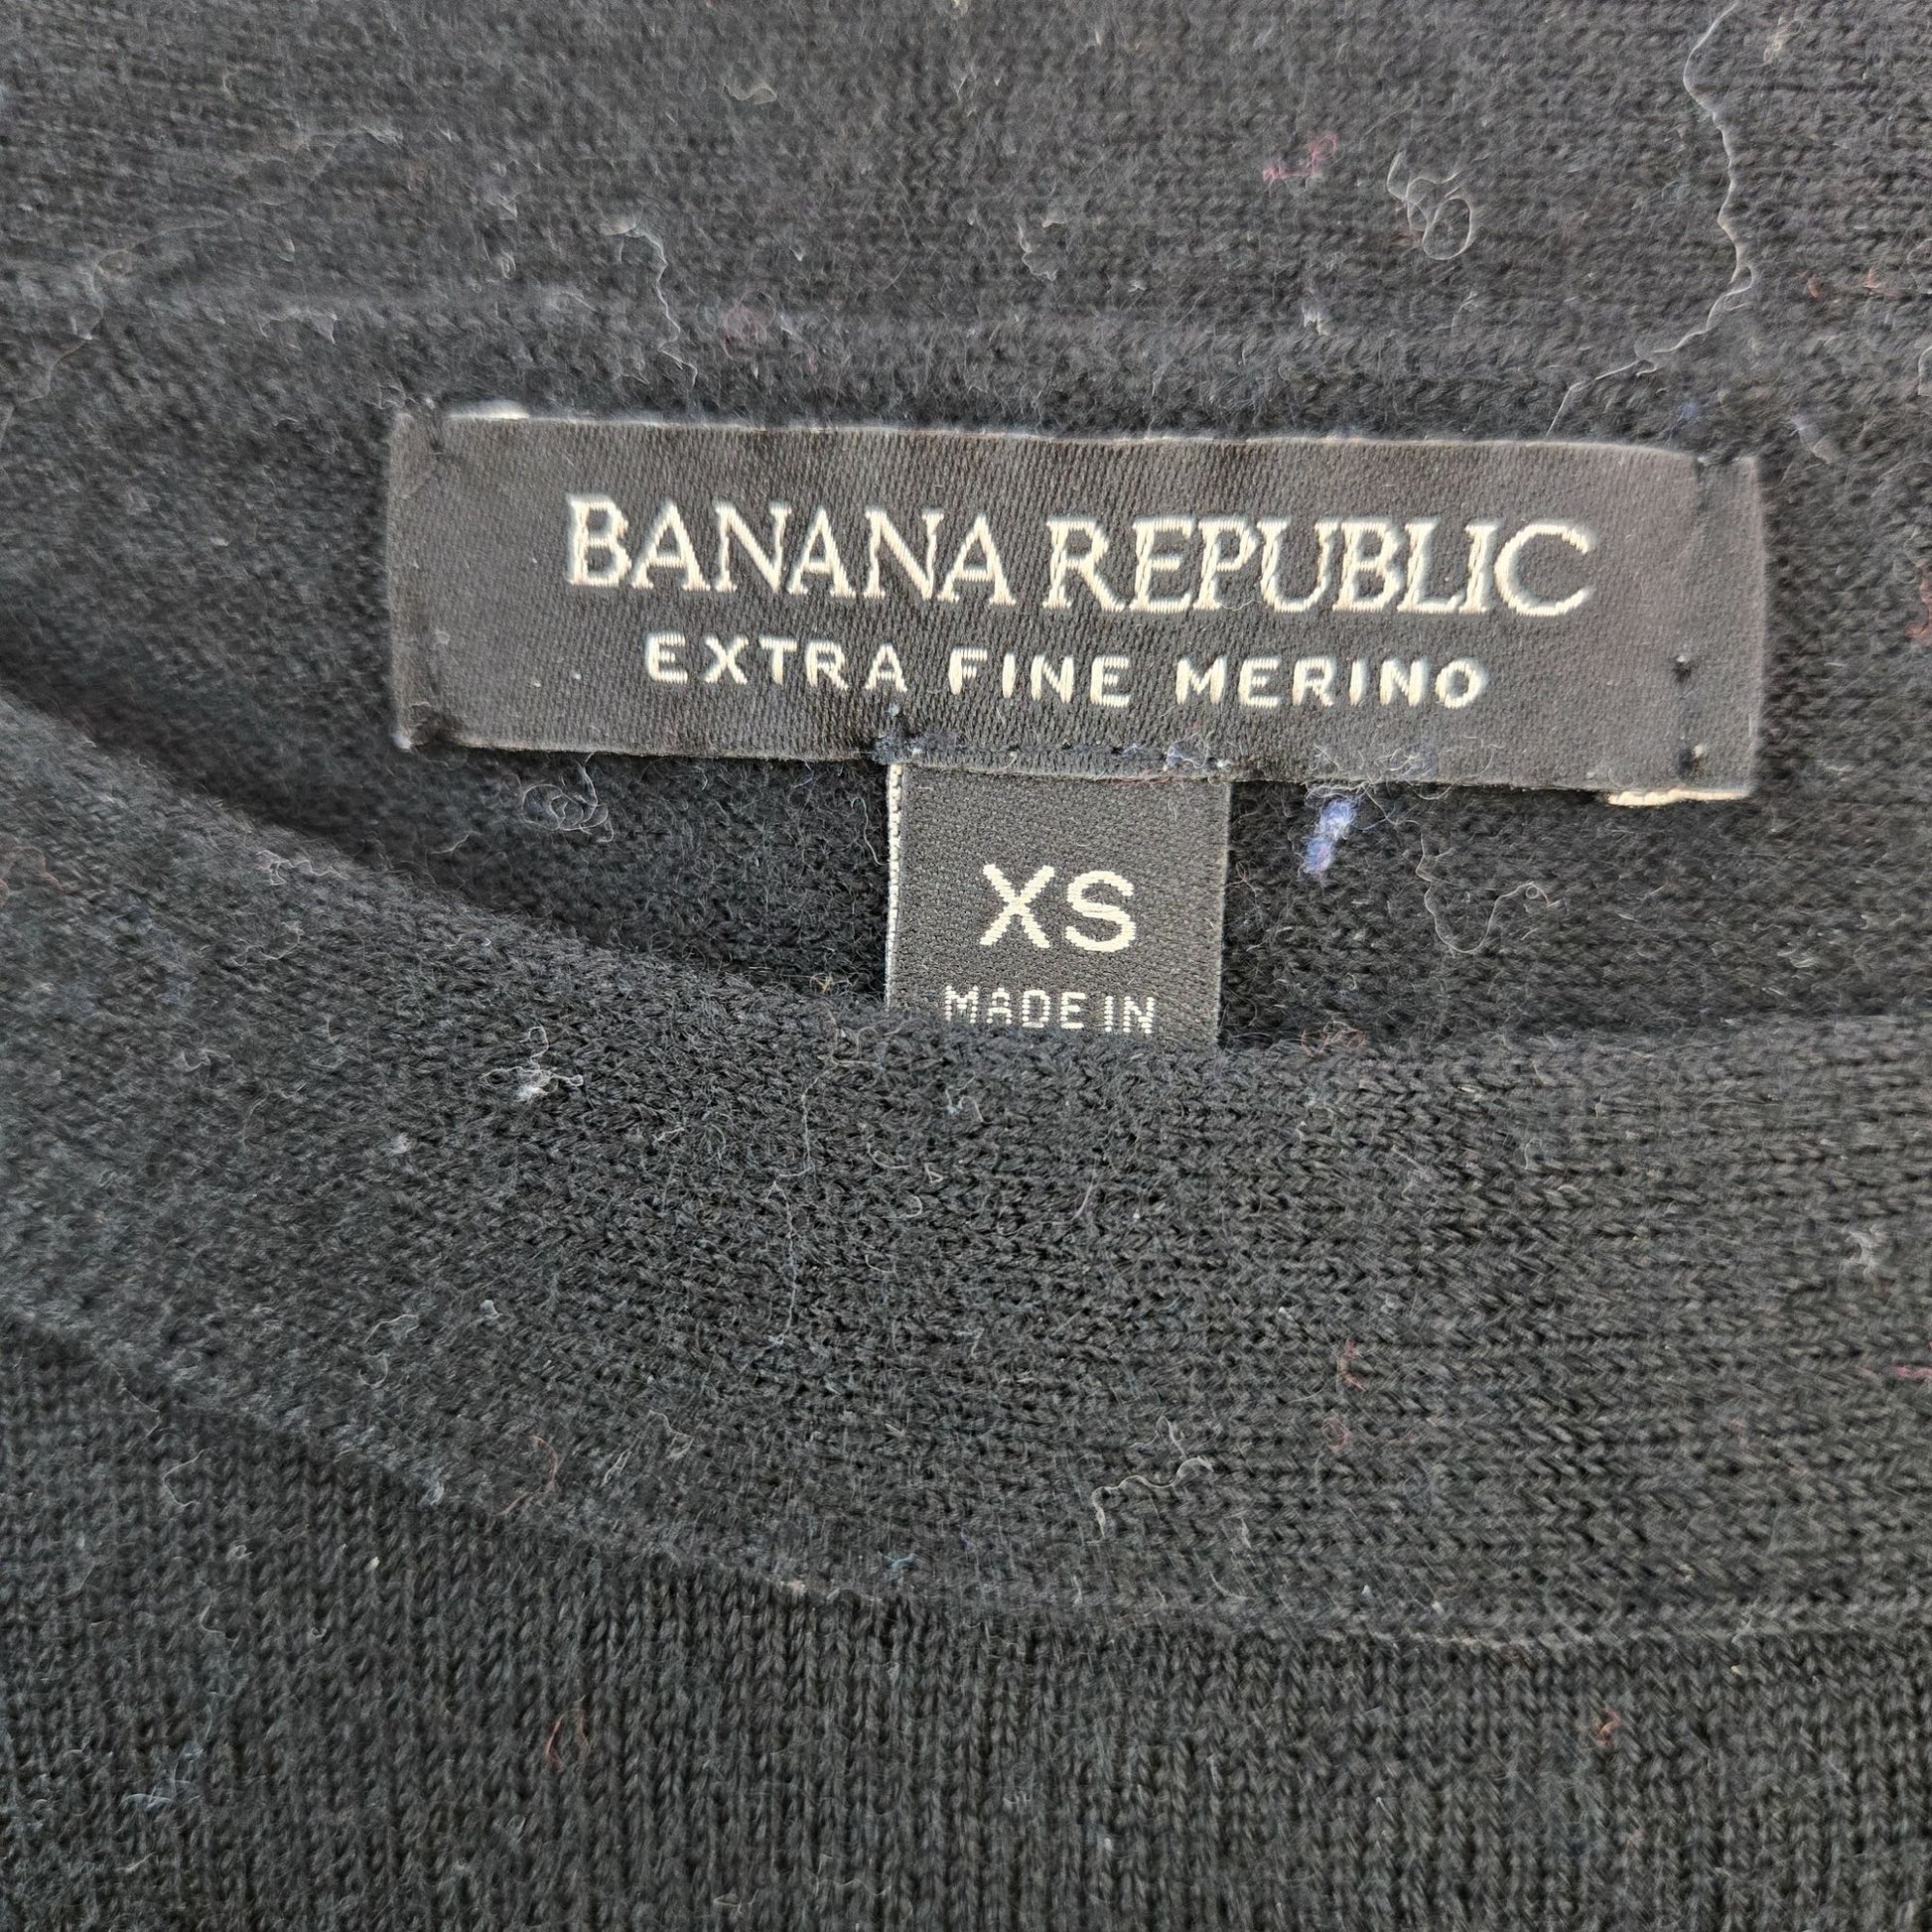 BANANA REPUBLIC
EXTRA FINE MERINO
XS
MADE IN